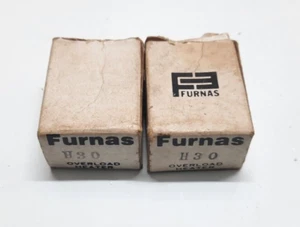 FURNAS
Furnas
H30
OVERLOAD
HEATER
Furnas
H30
OVERLOAD
HEATER